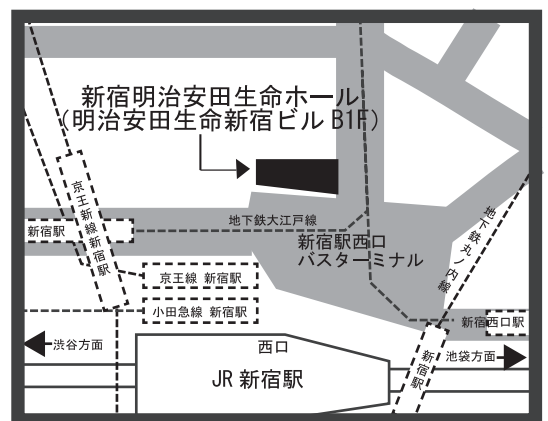 新宿明治安田生命ホール
（明治安田生命新宿ビル B1F）
京王新線新宿駅
新宿駅
地下鉄大江戸線
新宿駅西口
バスターミナル
地下鉄丸ノ内線
京王線 新宿駅
小田急線 新宿駅
新宿西口駅
渋谷方面
西口
JR 新宿駅
新宿駅
池袋方面